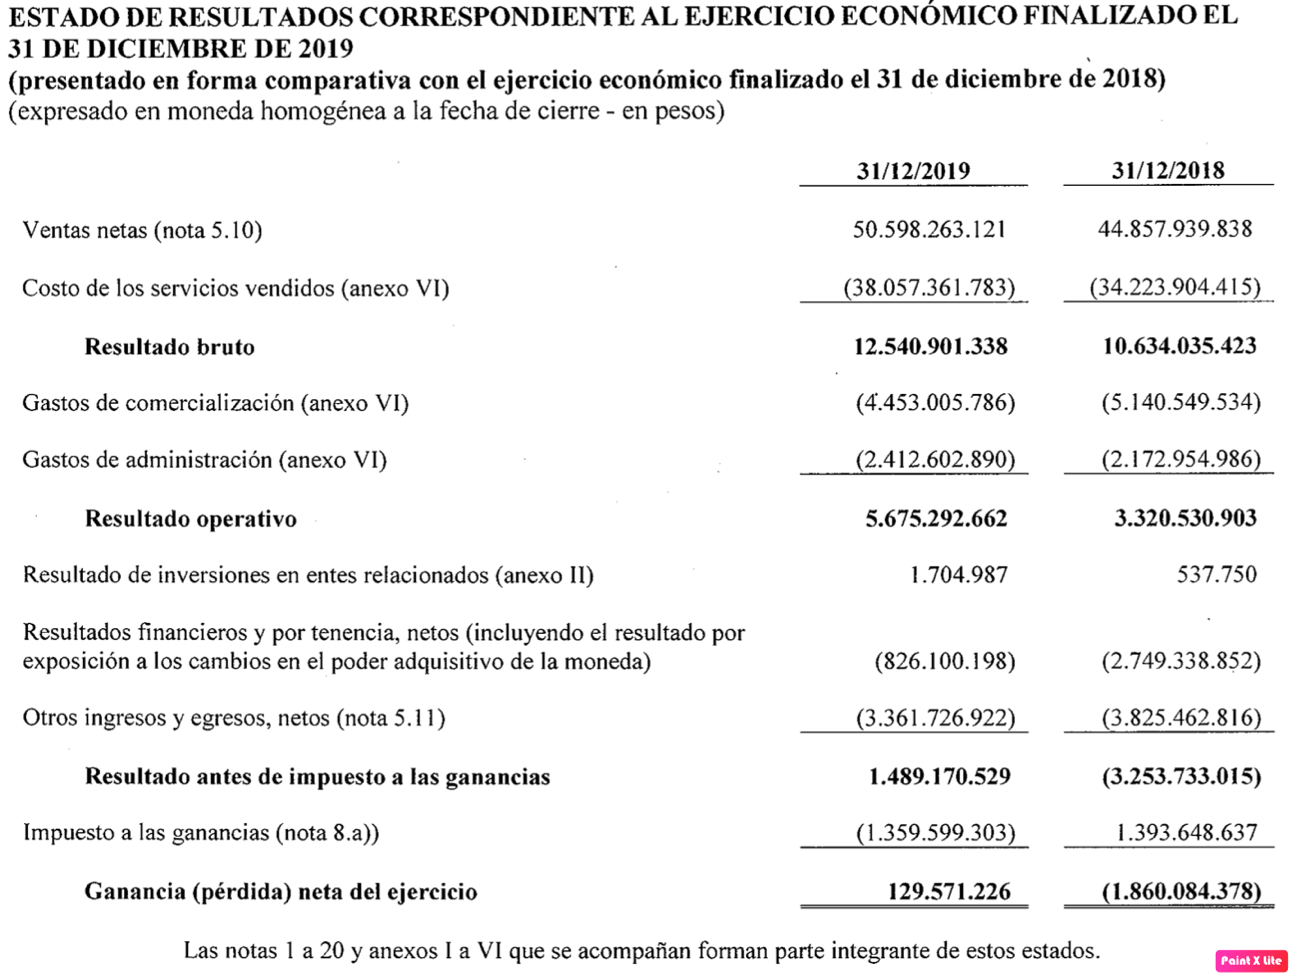 ESTADO DE RESULTADOS CORRESPONDIENTE AL EJERCICIO ECONÓMICO FINALIZADO EL
31 DE DICIEMBRE DE 2019
(presentado en forma comparativa con el ejercicio económico finalizado el 31 de diciembre de 2018)
(expresado en moneda homogénea a la fecha de cierre - en pesos)
31/12/2019 31/12/2018
Ventas netas (nota 5.10) 50.598.263.121 44.857.939.838
Costo de los servicios vendidos (anexo VI) (38.057.361.783) (34.223.904.415)
Resultado bruto 12.540.901.338 10.634.035.423
Gastos de comercialización (anexo VI) (4.453.005.786) (5.140.549.534)
Gastos de administración (anexo VI) (2.412.602.890) (2.172.954.986)
Resultado operativo 5.675.292.662 3.320.530.903
Resultado de inversiones en entes relacionados (anexo II) 1.704.987 537.750
Resultados financieros y por tenencia, netos (incluyendo el resultado por
exposición a los cambios en el poder adquisitivo de la moneda) (826.100.198) (2.749.338.852)
Otros ingresos y egresos, netos (nota 5.11) (3.361.726.922) (3.825.462.816)
Resultado antes de impuesto a las ganancias 1.489.170.529 (3.253.733.015)
Impuesto a las ganancias (nota 8.a)) (1.359.599.303) 1.393.648.637
Ganancia (pérdida) neta del ejercicio 129.571.226 (1.860.084.378)
Las notas 1 a 20 y anexos I a VI que se acompañan forman parte integrante de estos estados.
Paint X Lite